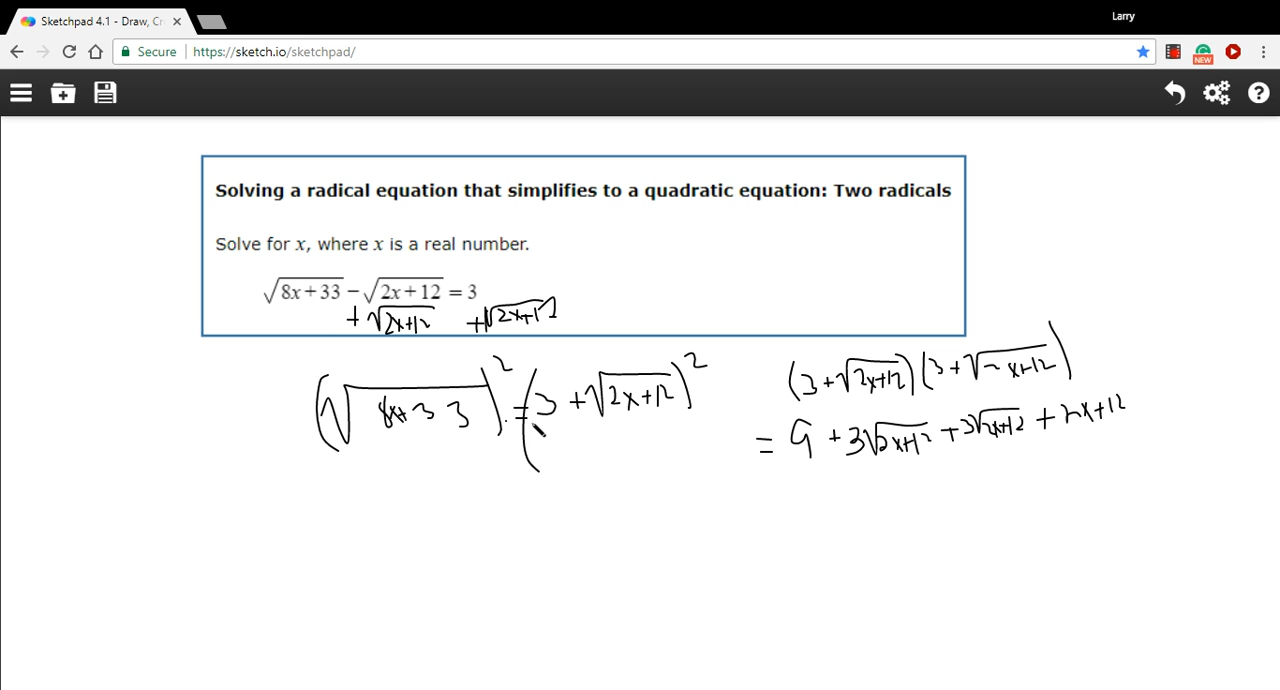 Larry
Sketchpad 4.1 - Draw, Cr
Secure https://sketch.io/sketchpad/
NEW
Solving a radical equation that simplifies to a quadratic equation: Two radicals
Solve for x, where x is a real number.
√(8x+33) − √(2x+12) = 3
+ √(2x+12) + √(2x+12)
(√(8x+33))² = (3 + √(2x+12))²
(3 + √(2x+12)) (3 + √(2x+12))
= 9 + 3√(2x+12) + 3√(2x+12) + 2x+12